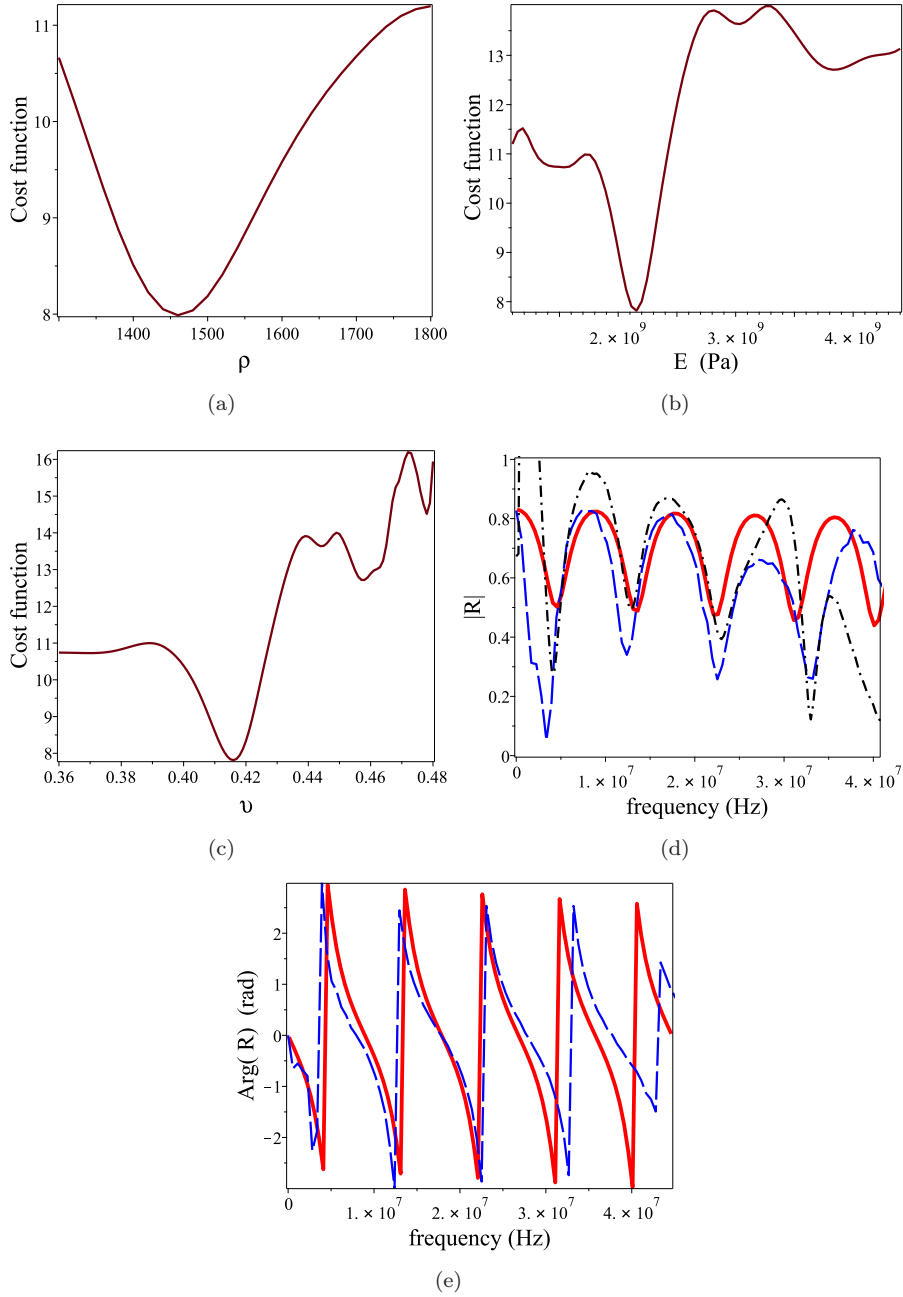 11
10
9
8
Cost function
1400 1500 1600 1700 1800
ρ
(a)
13
12
11
10
9
8
Cost function
2. × 10⁹ 3. × 10⁹ 4. × 10⁹
E (Pa)
(b)
16
15
14
13
12
11
10
9
8
Cost function
0.36 0.38 0.40 0.42 0.44 0.46 0.48
υ
(c)
1
0.8
0.6
0.4
0.2
0
|R|
0 1. × 10⁷ 2. × 10⁷ 3. × 10⁷ 4. × 10⁷
frequency (Hz)
(d)
2
1
0
−1
−2
Arg( R) (rad)
0 1. × 10⁷ 2. × 10⁷ 3. × 10⁷ 4. × 10⁷
frequency (Hz)
(e)